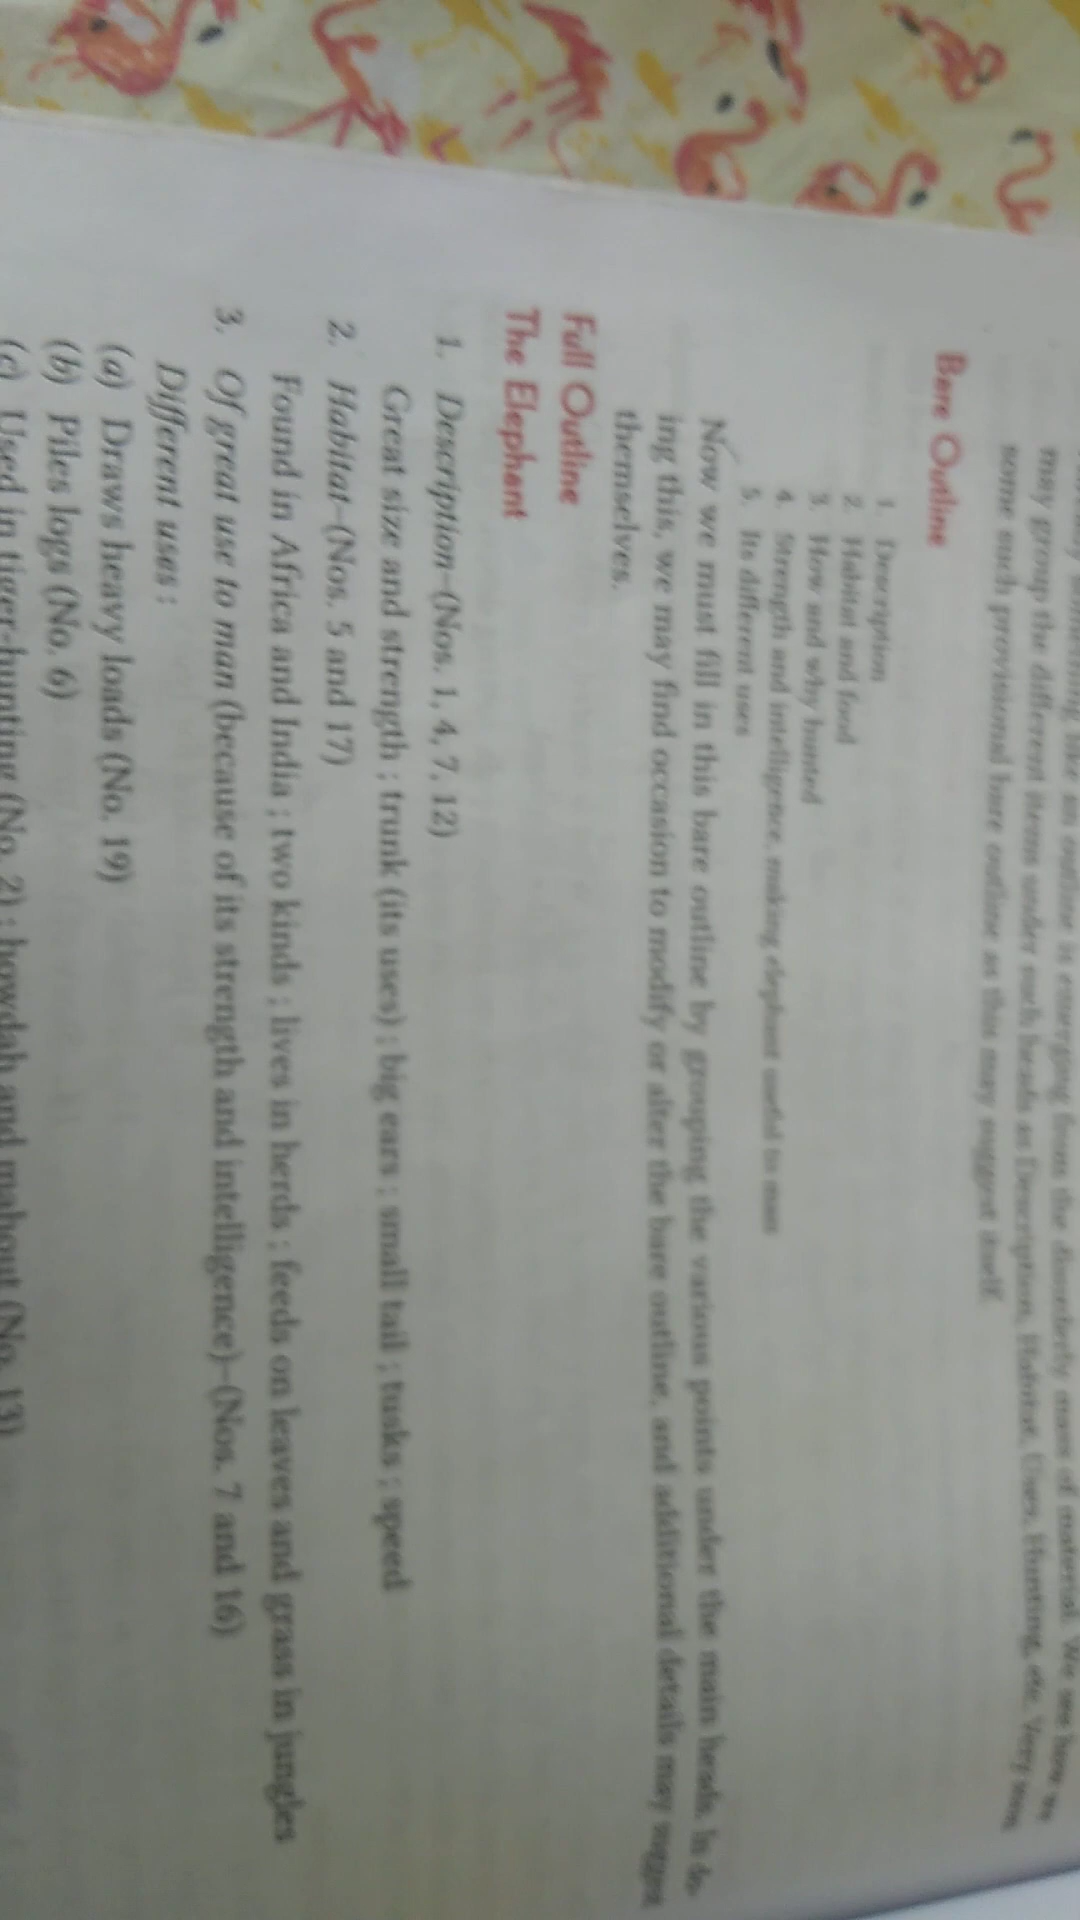 may group the different items under such heads as Description, Habitat, Uses, Hunting, etc. Very soon
some such provisional bare outline as this may suggest itself.
Bare Outline
1. Description
2. Habitat and food
3. How and why hunted
4. Strength and intelligence, making elephant useful to man
5. Its different uses
Now we must fill in this bare outline by grouping the various points under the main heads. In do-
ing this, we may find occasion to modify or alter the bare outline, and additional details may suggest
themselves.
Full Outline
The Elephant
1. Description–(Nos. 1, 4, 7, 12)
Great size and strength ; trunk (its uses) ; big ears ; small tail ; tusks ; speed
2. Habitat–(Nos. 5 and 17)
Found in Africa and India ; two kinds ; lives in herds ; feeds on leaves and grass in jungles
3. Of great use to man (because of its strength and intelligence)–(Nos. 7 and 16)
Different uses :
(a) Draws heavy loads (No. 19)
(b) Piles logs (No. 6)
(c) Used in tiger-hunting (No. 2) ; howdah and mahout (No. 13)